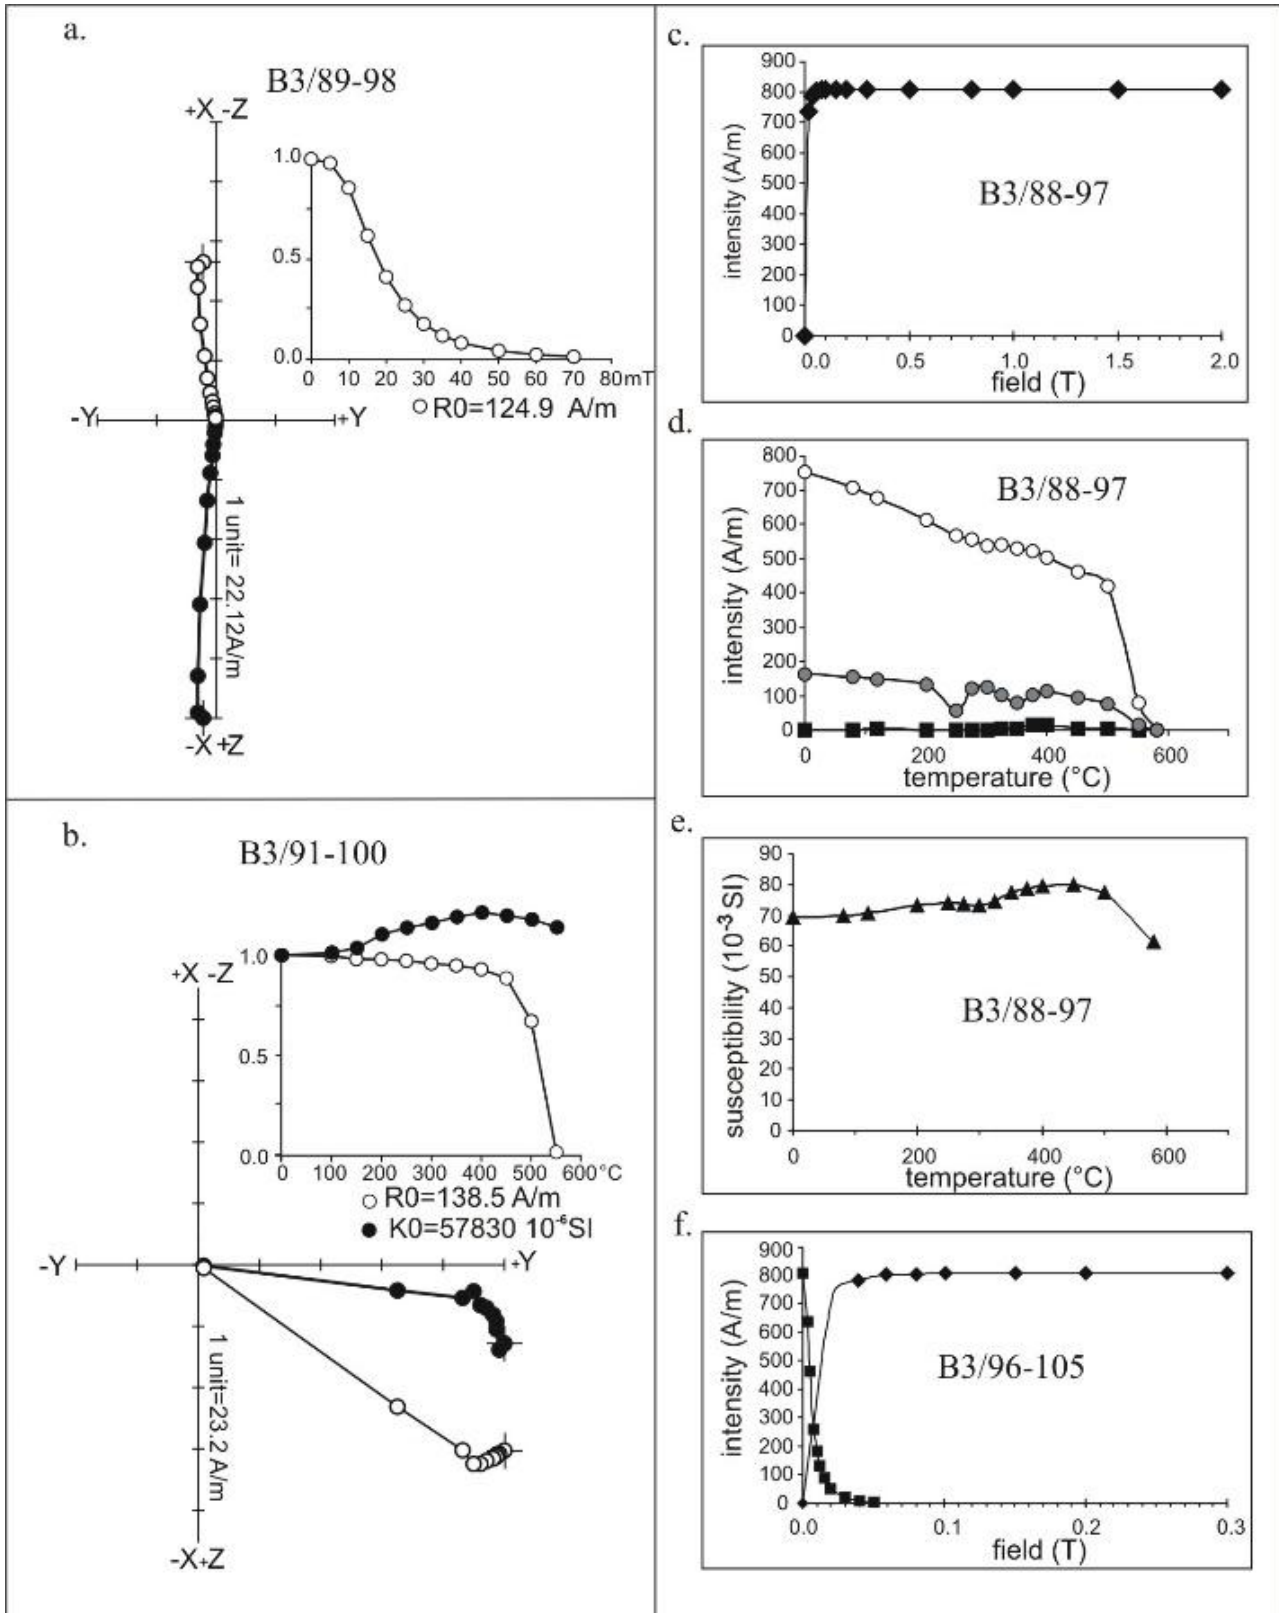 a.
B3/89-98
+X -Z
1.0
0.5
0.0
0 10 20 30 40 50 60 70 80mT
R0=124.9 A/m
-Y +Y
1 unit= 22.12A/m
-X +Z
b.
B3/91-100
+X -Z
1.0
0.5
0.0
0 100 200 300 400 500 600°C
R0=138.5 A/m
K0=57830 10⁻⁶SI
-Y +Y
1 unit=23.2 A/m
-X+Z
c.
900
800
700
600
500
400
300
200
100
0
intensity (A/m)
B3/88-97
0.0 0.5 1.0 1.5 2.0
field (T)
d.
800
700
600
500
400
300
200
100
0
intensity (A/m)
B3/88-97
0 200 400 600
temperature (°C)
e.
90
80
70
60
50
40
30
20
10
0
susceptibility (10⁻³ SI)
B3/88-97
0 200 400 600
temperature (°C)
f.
900
800
700
600
500
400
300
200
100
0
intensity (A/m)
B3/96-105
0.0 0.1 0.2 0.3
field (T)